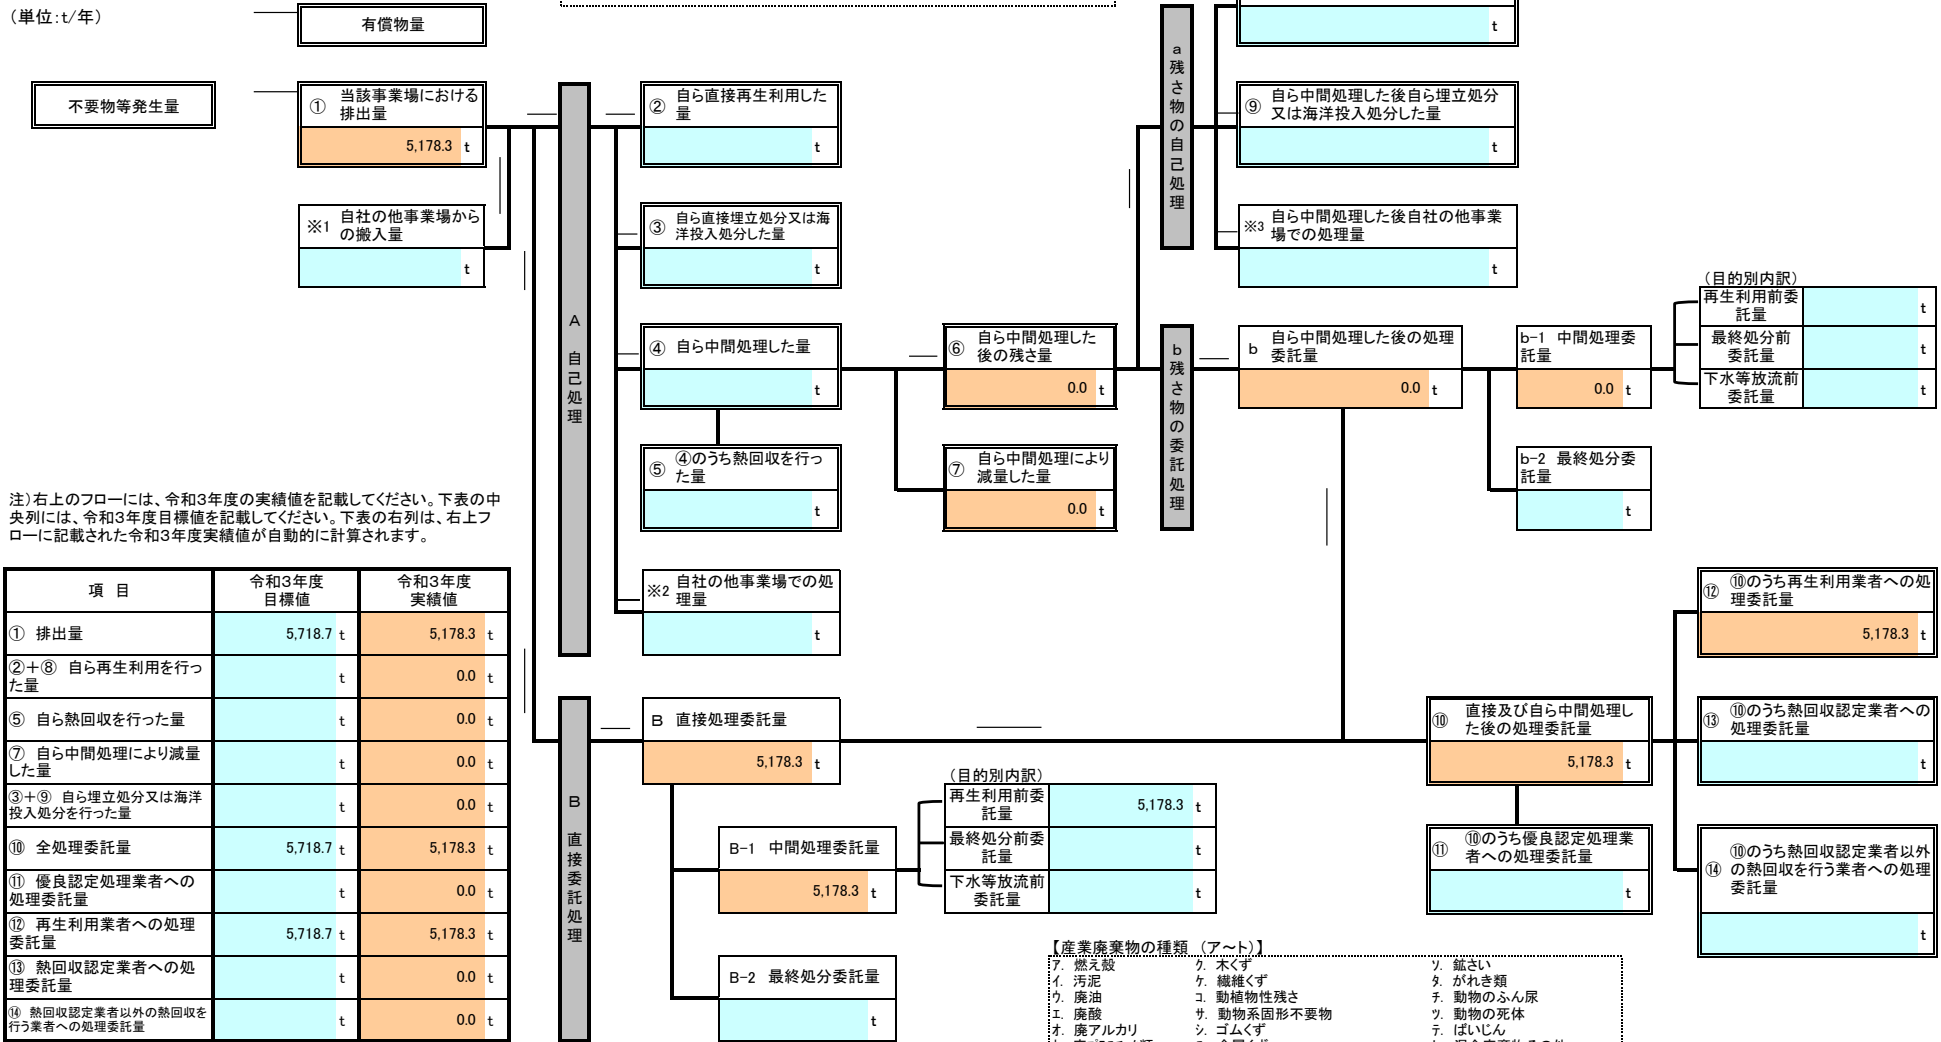 （単位：t/年）
有償物量
t
不要物等発生量
① 当該事業場における
排出量
5,178.3 t
※1 自社の他事業場から
の搬入量
t
A 自己処理
② 自ら直接再生利用した
量
t
③ 自ら直接埋立処分又は海
洋投入処分した量
t
④ 自ら中間処理した量
t
⑤ ④のうち熱回収を行っ
た量
t
※2 自社の他事業場での処
理量
t
⑥ 自ら中間処理した
後の残さ量
0.0 t
⑦ 自ら中間処理により
減量した量
0.0 t
a 残さ物の自己処理
⑨ 自ら中間処理した後自ら埋立処分
又は海洋投入処分した量
t
※3 自ら中間処理した後自社の他事業
場での処理量
t
b 残さ物の委託処理
b 自ら中間処理した後の処理
委託量
0.0 t
b-1 中間処理委
託量
0.0 t
b-2 最終処分委
託量
t
（目的別内訳）
再生利用前委
託量 t
最終処分前
委託量 t
下水等放流前
委託量 t
注）右上のフローには、令和3年度の実績値を記載してください。下表の中
央列には、令和3年度目標値を記載してください。下表の右列は、右上フ
ローに記載された令和3年度実績値が自動的に計算されます。
項 目 令和3年度
目標値 令和3年度
実績値
① 排出量 5,718.7 t 5,178.3 t
②＋⑧ 自ら再生利用を行っ
た量 t 0.0 t
⑤ 自ら熱回収を行った量 t 0.0 t
⑦ 自ら中間処理により減量
した量 t 0.0 t
③＋⑨ 自ら埋立処分又は海洋
投入処分を行った量 t 0.0 t
⑩ 全処理委託量 5,718.7 t 5,178.3 t
⑪ 優良認定処理業者への
処理委託量 t 0.0 t
⑫ 再生利用業者への処理
委託量 5,718.7 t 5,178.3 t
⑬ 熱回収認定業者への処
理委託量 t 0.0 t
⑭ 熱回収認定業者以外の熱回収を
行う業者への処理委託量 t 0.0 t
B 直接委託処理
B 直接処理委託量
5,178.3 t
B-1 中間処理委託量
5,178.3 t
B-2 最終処分委託量
t
（目的別内訳）
再生利用前委
託量 5,178.3 t
最終処分前委
託量 t
下水等放流前
委託量 t
⑩ 直接及び自ら中間処理し
た後の処理委託量
5,178.3 t
⑪ ⑩のうち優良認定処理業
者への処理委託量
t
⑫ ⑩のうち再生利用業者への処
理委託量
5,178.3 t
⑬ ⑩のうち熱回収認定業者への
処理委託量
t
⑭ ⑩のうち熱回収認定業者以外
の熱回収を行う業者への処理
委託量
t
【産業廃棄物の種類 （ア～ト）】
ア. 燃え殻 ク. 木くず ソ. 鉱さい
イ. 汚泥 ケ. 繊維くず タ. がれき類
ウ. 廃油 コ. 動植物性残さ チ. 動物のふん尿
エ. 廃酸 サ. 動物系固形不要物 ツ. 動物の死体
オ. 廃アルカリ シ. ゴムくず テ. ばいじん